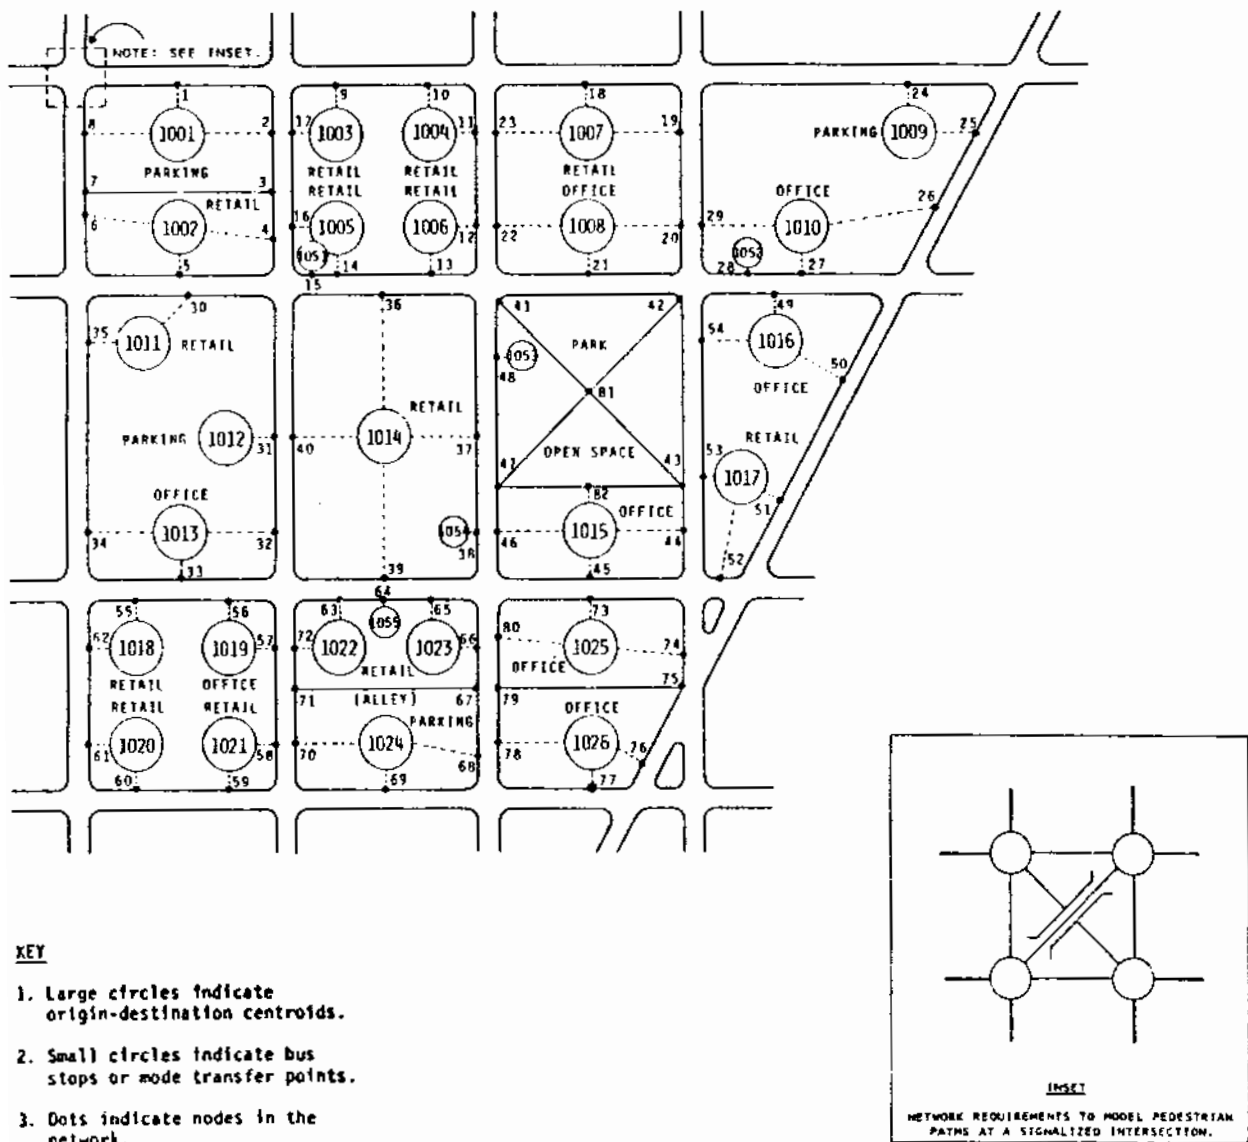 NOTE: SEE INSET.
1 9 10 18 24
8 1001 2 17 1003 1004 11 23 1007 19 PARKING 1009 25
PARKING RETAIL RETAIL RETAIL
7 3 RETAIL RETAIL OFFICE OFFICE 26
RETAIL
6 1002 4 16 1005 1006 12 22 1008 20 29 1010
1052
5 14 13 21 28 27
15
30 36 41 42 49
35 1011 RETAIL PARK 54 1016
48 50
81 OFFICE
RETAIL
PARKING 1012 31 40 1014 37 OPEN SPACE RETAIL
43 53 1017
OFFICE 82 OFFICE 51
34 1013 32 1054 38 46 1015 44
33 39 45 52
64
55 56 63 65 73
62 1018 1019 57 72 1022 1055 1023 66 80 1025 74
RETAIL OFFICE RETAIL OFFICE 75
RETAIL RETAIL 71 (ALLEY) 67 79 OFFICE
PARKING
61 1020 1021 58 70 1024 68 78 1026 76
60 59 69 77
KEY
1. Large circles indicate
origin-destination centroids.
2. Small circles indicate bus
stops or mode transfer points.
3. Dots indicate nodes in the
network
INSET
NETWORK REQUIREMENTS TO MODEL PEDESTRIAN
PATHS AT A SIGNALIZED INTERSECTION.